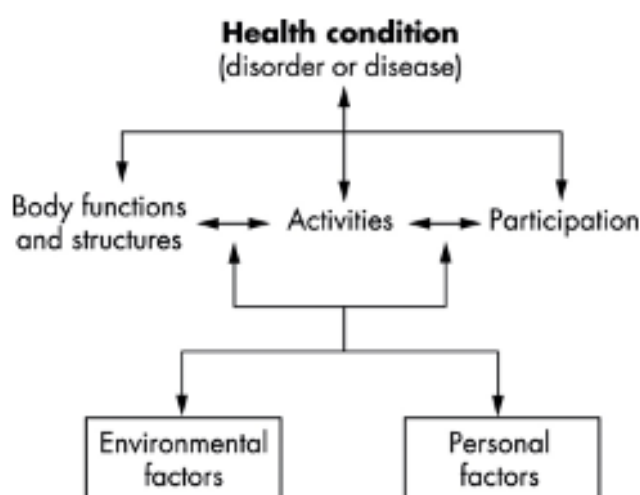 Health condition
(disorder or disease)
Body functions
and structures
Activities
Participation
Environmental
factors
Personal
factors